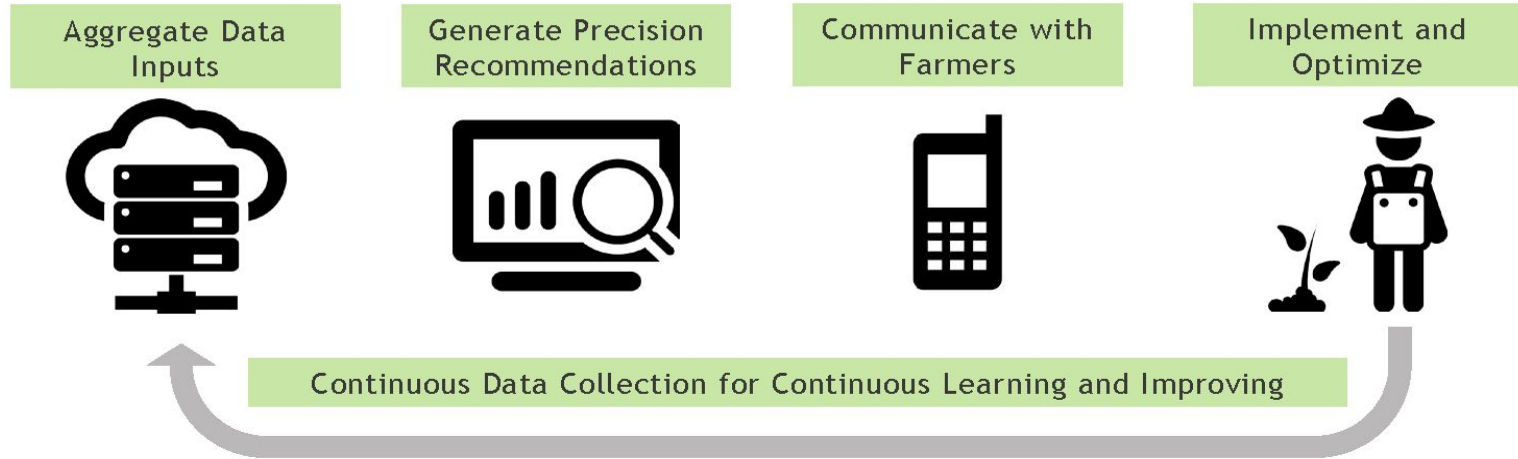 Aggregate Data
Inputs
Generate Precision
Recommendations
Communicate with
Farmers
Implement and
Optimize
Continuous Data Collection for Continuous Learning and Improving